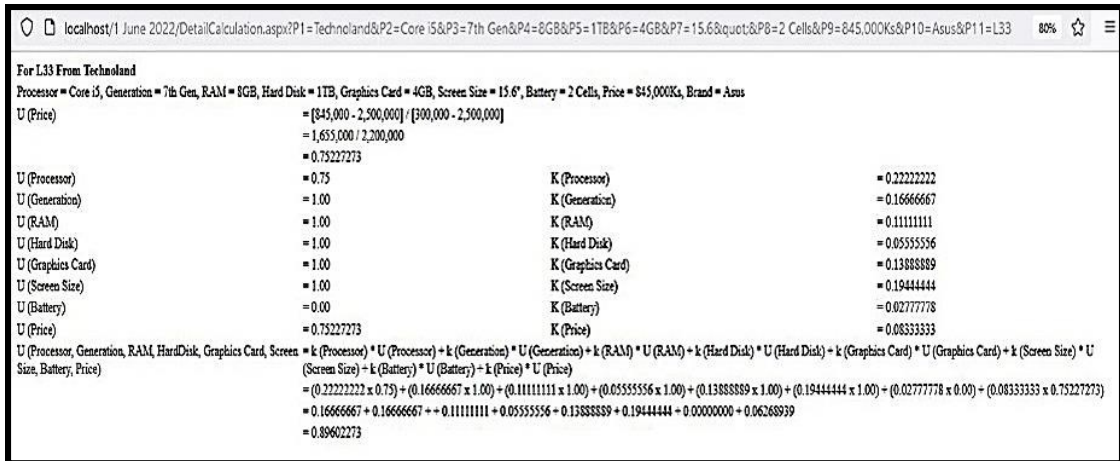 localhost/1 June 2022/DetailCalculation.aspx?P1=Technoland&P2=Core i5&P3=7th Gen&P4=8GB&P5=1TB&P6=4GB&P7=15.6&quot;&P8=2 Cells&P9=845,000Ks&P10=Asus&P11=L33 80%
For L33 From Technoland
Processor = Core i5, Generation = 7th Gen, RAM = 8GB, Hard Disk = 1TB, Graphics Card = 4GB, Screen Size = 15.6", Battery = 2 Cells, Price = 845,000Ks, Brand = Asus
U (Price) = [845,000 - 2,500,000] / [300,000 - 2,500,000]
= 1,655,000 / 2,200,000
= 0.75227273
U (Processor) = 0.75 K (Processor) = 0.22222222
U (Generation) = 1.00 K (Generation) = 0.16666667
U (RAM) = 1.00 K (RAM) = 0.11111111
U (Hard Disk) = 1.00 K (Hard Disk) = 0.05555556
U (Graphics Card) = 1.00 K (Graphics Card) = 0.13888889
U (Screen Size) = 1.00 K (Screen Size) = 0.19444444
U (Battery) = 0.00 K (Battery) = 0.02777778
U (Price) = 0.75227273 K (Price) = 0.08333333
U (Processor, Generation, RAM, HardDisk, Graphics Card, Screen = k (Processor) * U (Processor) + k (Generation) * U (Generation) + k (RAM) * U (RAM) + k (Hard Disk) * U (Hard Disk) + k (Graphics Card) * U (Graphics Card) + k (Screen Size) * U
Size, Battery, Price) (Screen Size) + k (Battery) * U (Battery) + k (Price) * U (Price)
= (0.22222222 x 0.75) + (0.16666667 x 1.00) + (0.11111111 x 1.00) + (0.05555556 x 1.00) + (0.13888889 x 1.00) + (0.19444444 x 1.00) + (0.02777778 x 0.00) + (0.08333333 x 0.75227273)
= 0.16666667 + 0.16666667 + + 0.11111111 + 0.05555556 + 0.13888889 + 0.19444444 + 0.00000000 + 0.06268939
= 0.89602273